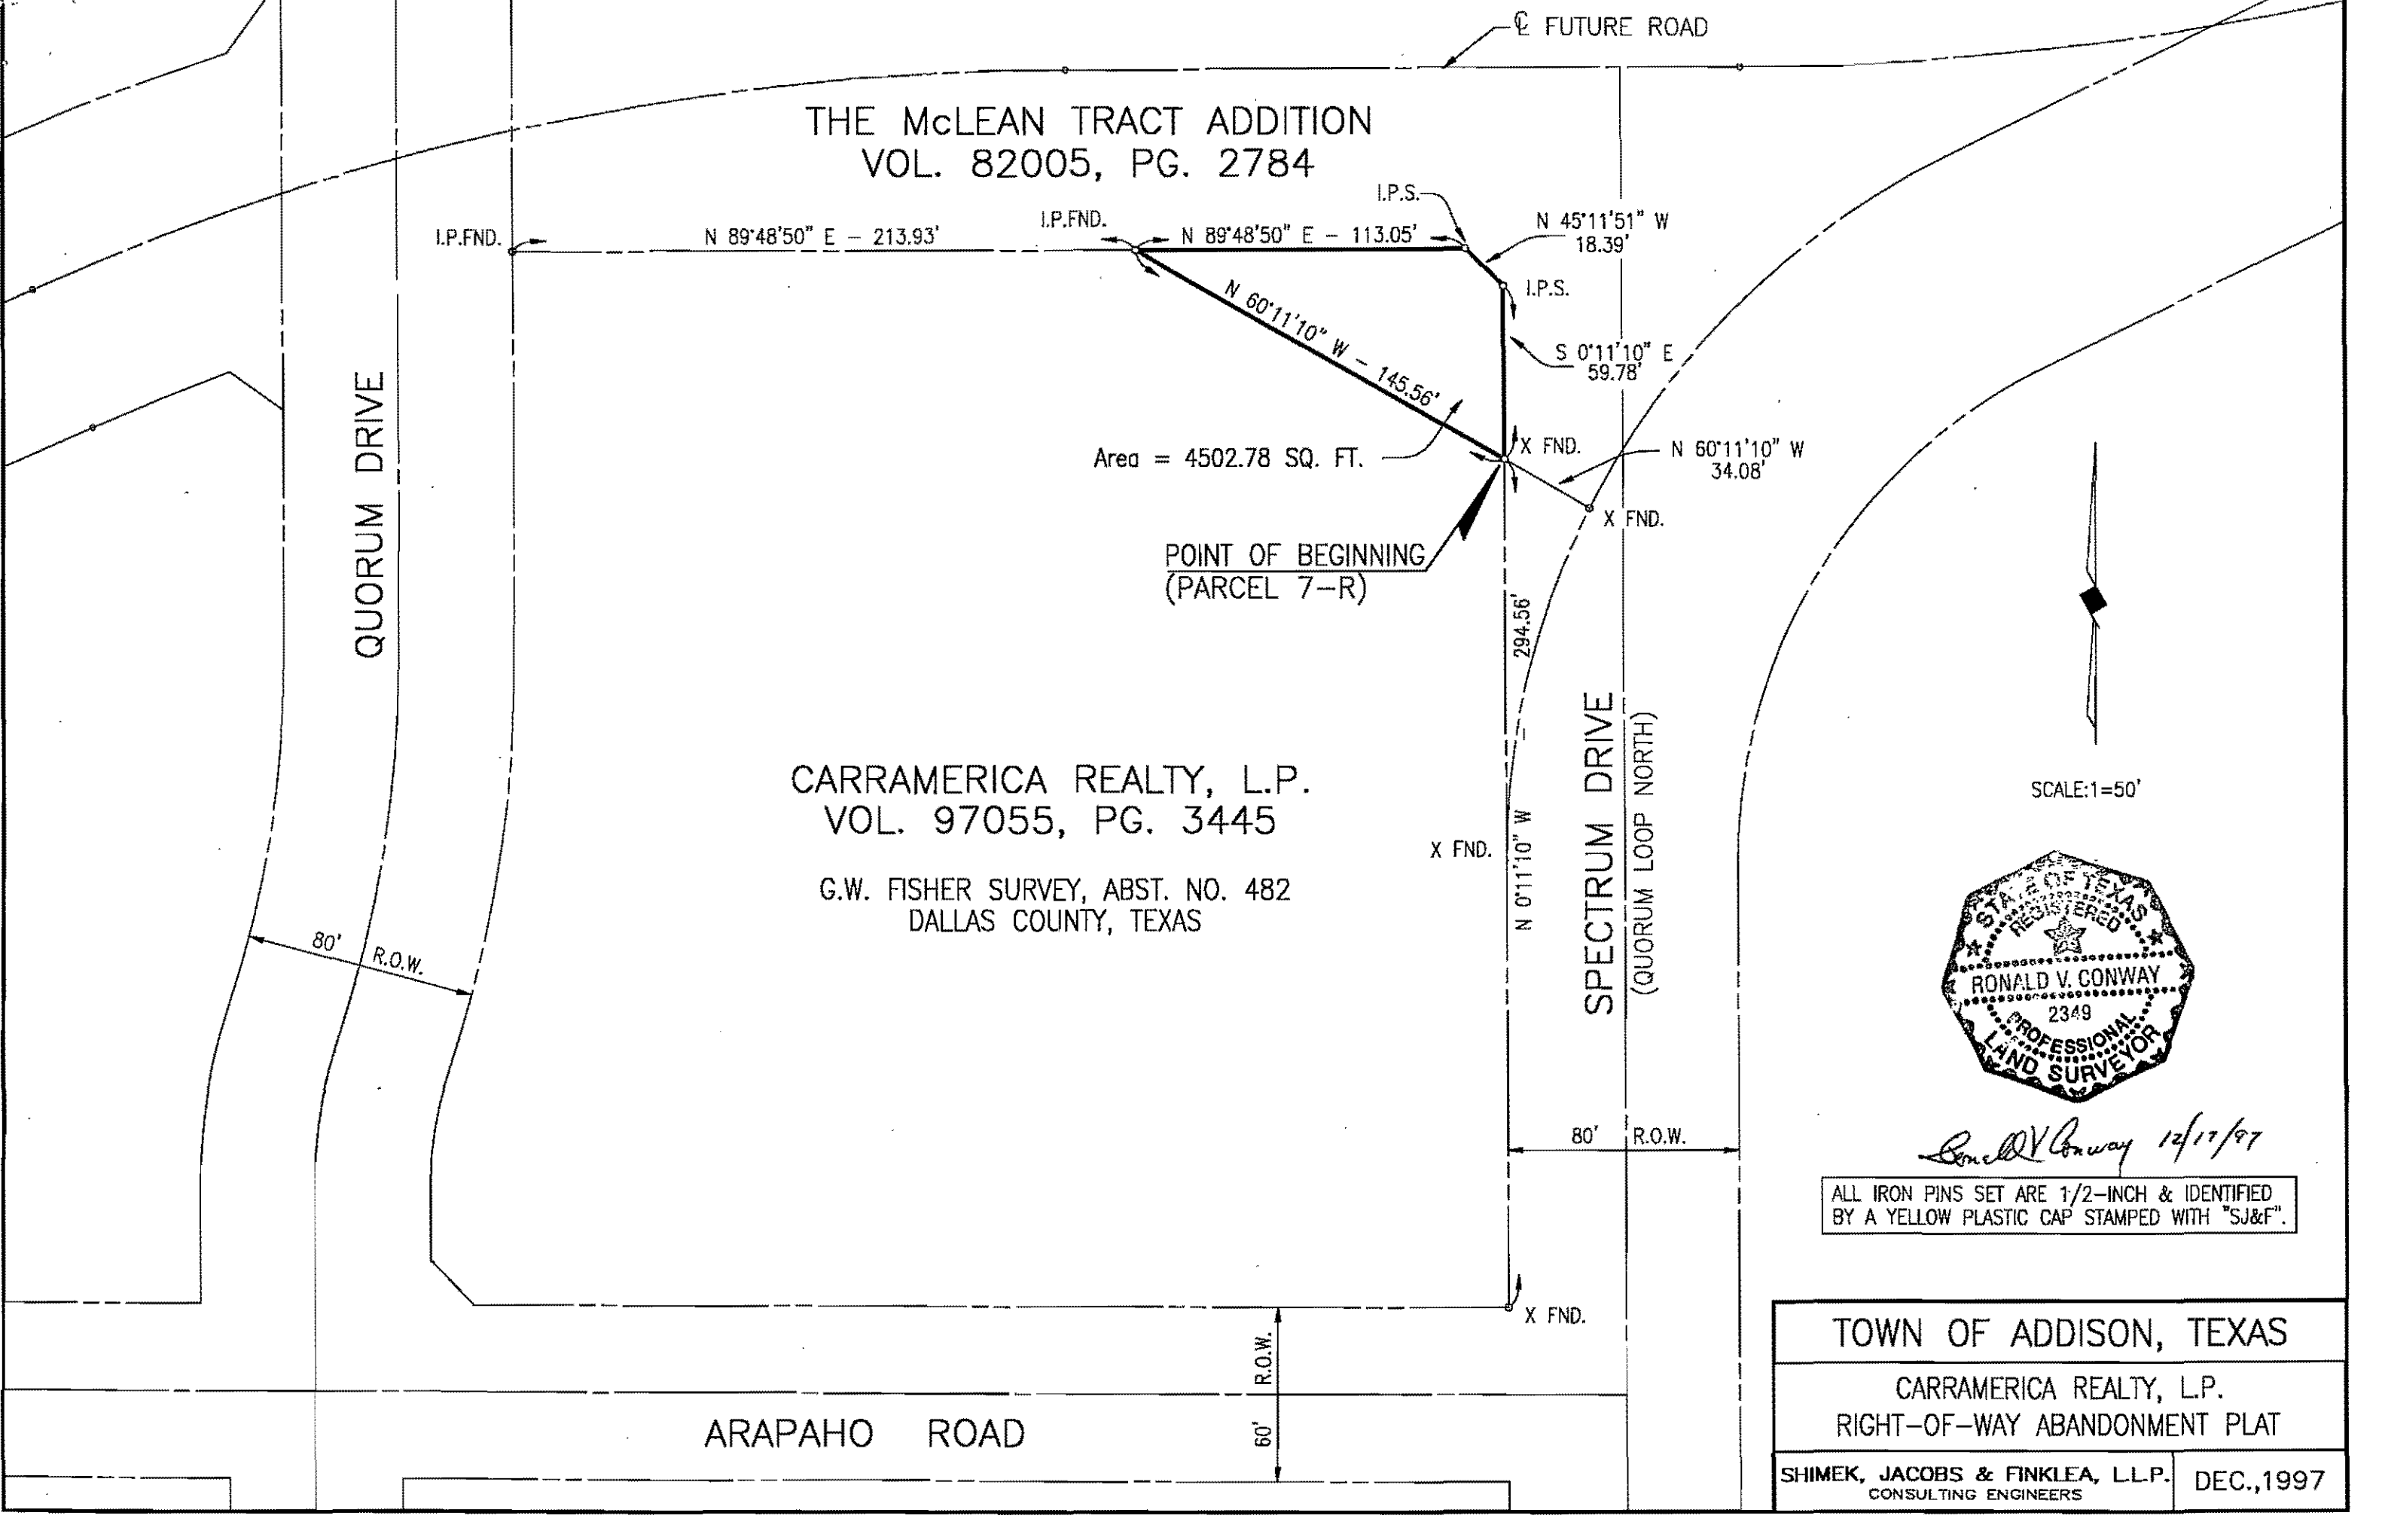 ℄ FUTURE ROAD
THE McLEAN TRACT ADDITION
VOL. 82005, PG. 2784
I.P.FND.
N 89°48'50" E – 213.93'
I.P.FND.
N 89°48'50" E – 113.05'
I.P.S.
N 45°11'51" W
18.39'
I.P.S.
N 60°11'10" W – 145.56'
S 0°11'10" E
59.78'
Area = 4502.78 SQ. FT.
X FND.
N 60°11'10" W
34.08'
X FND.
POINT OF BEGINNING
(PARCEL 7–R)
QUORUM DRIVE
N 0°11'10" W – 294.56'
X FND.
SPECTRUM DRIVE
(QUORUM LOOP NORTH)
CARRAMERICA REALTY, L.P.
VOL. 97055, PG. 3445
G.W. FISHER SURVEY, ABST. NO. 482
DALLAS COUNTY, TEXAS
80' R.O.W.
80' R.O.W.
X FND.
60' R.O.W.
ARAPAHO ROAD
SCALE:1=50'
STATE OF TEXAS
REGISTERED
RONALD V. CONWAY
2349
PROFESSIONAL
LAND SURVEYOR
Ronald V Conway 12/17/97
ALL IRON PINS SET ARE 1/2-INCH & IDENTIFIED
BY A YELLOW PLASTIC CAP STAMPED WITH "SJ&F".
TOWN OF ADDISON, TEXAS
CARRAMERICA REALTY, L.P.
RIGHT–OF–WAY ABANDONMENT PLAT
SHIMEK, JACOBS & FINKLEA, L.L.P.
CONSULTING ENGINEERS
DEC.,1997